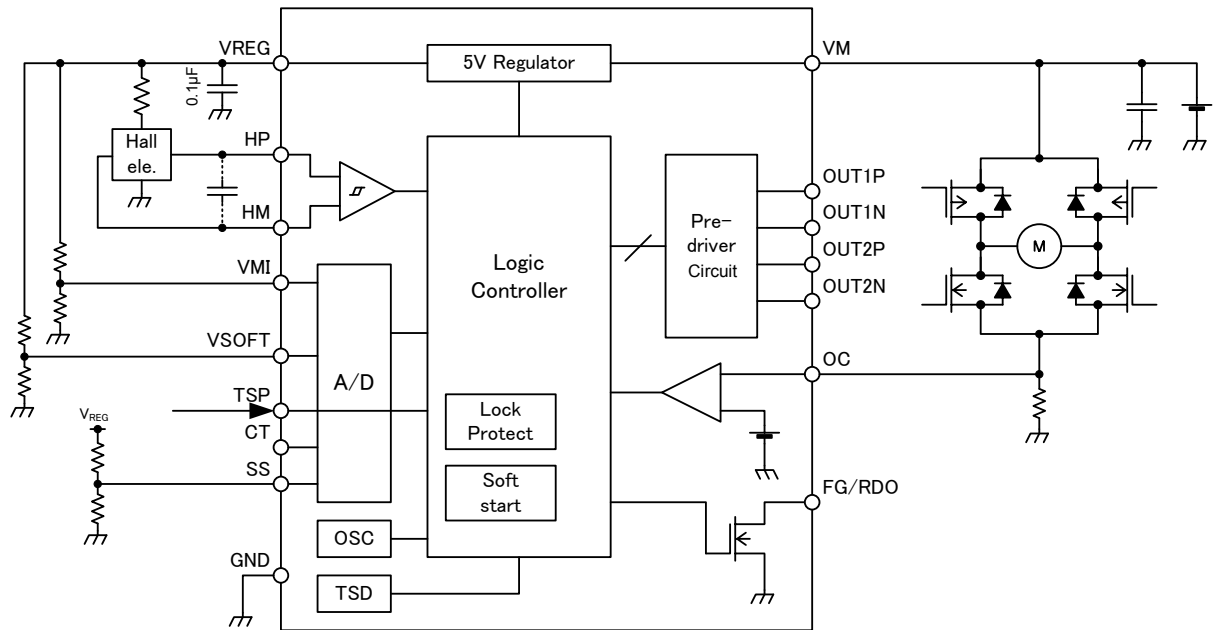 VREG
5V Regulator
VM
0.1μF
Hall
ele.
HP
HM
VMI
VSOFT
TSP
CT
SS
VREG
GND
A/D
OSC
TSD
Logic
Controller
Lock
Protect
Soft
start
Pre-
driver
Circuit
OUT1P
OUT1N
OUT2P
OUT2N
OC
FG/RDO
M